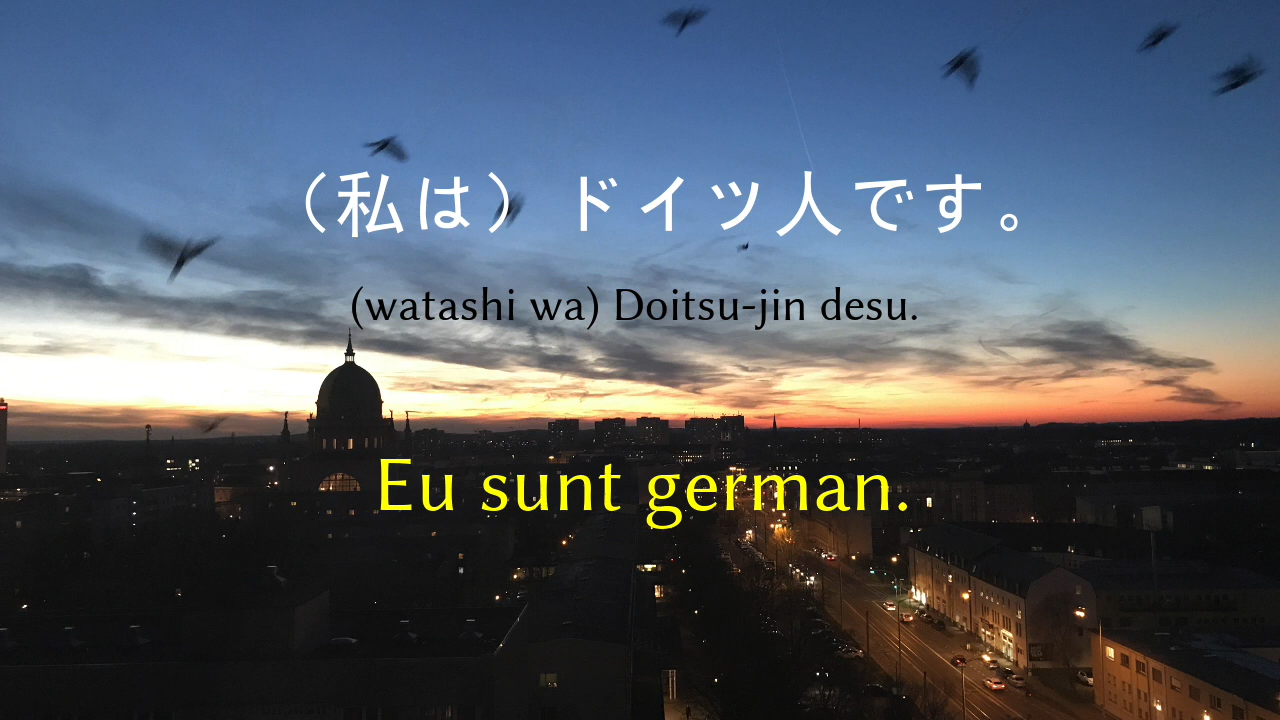 （私は）ドイツ人です。
(watashi wa) Doitsu-jin desu.
Eu sunt german.